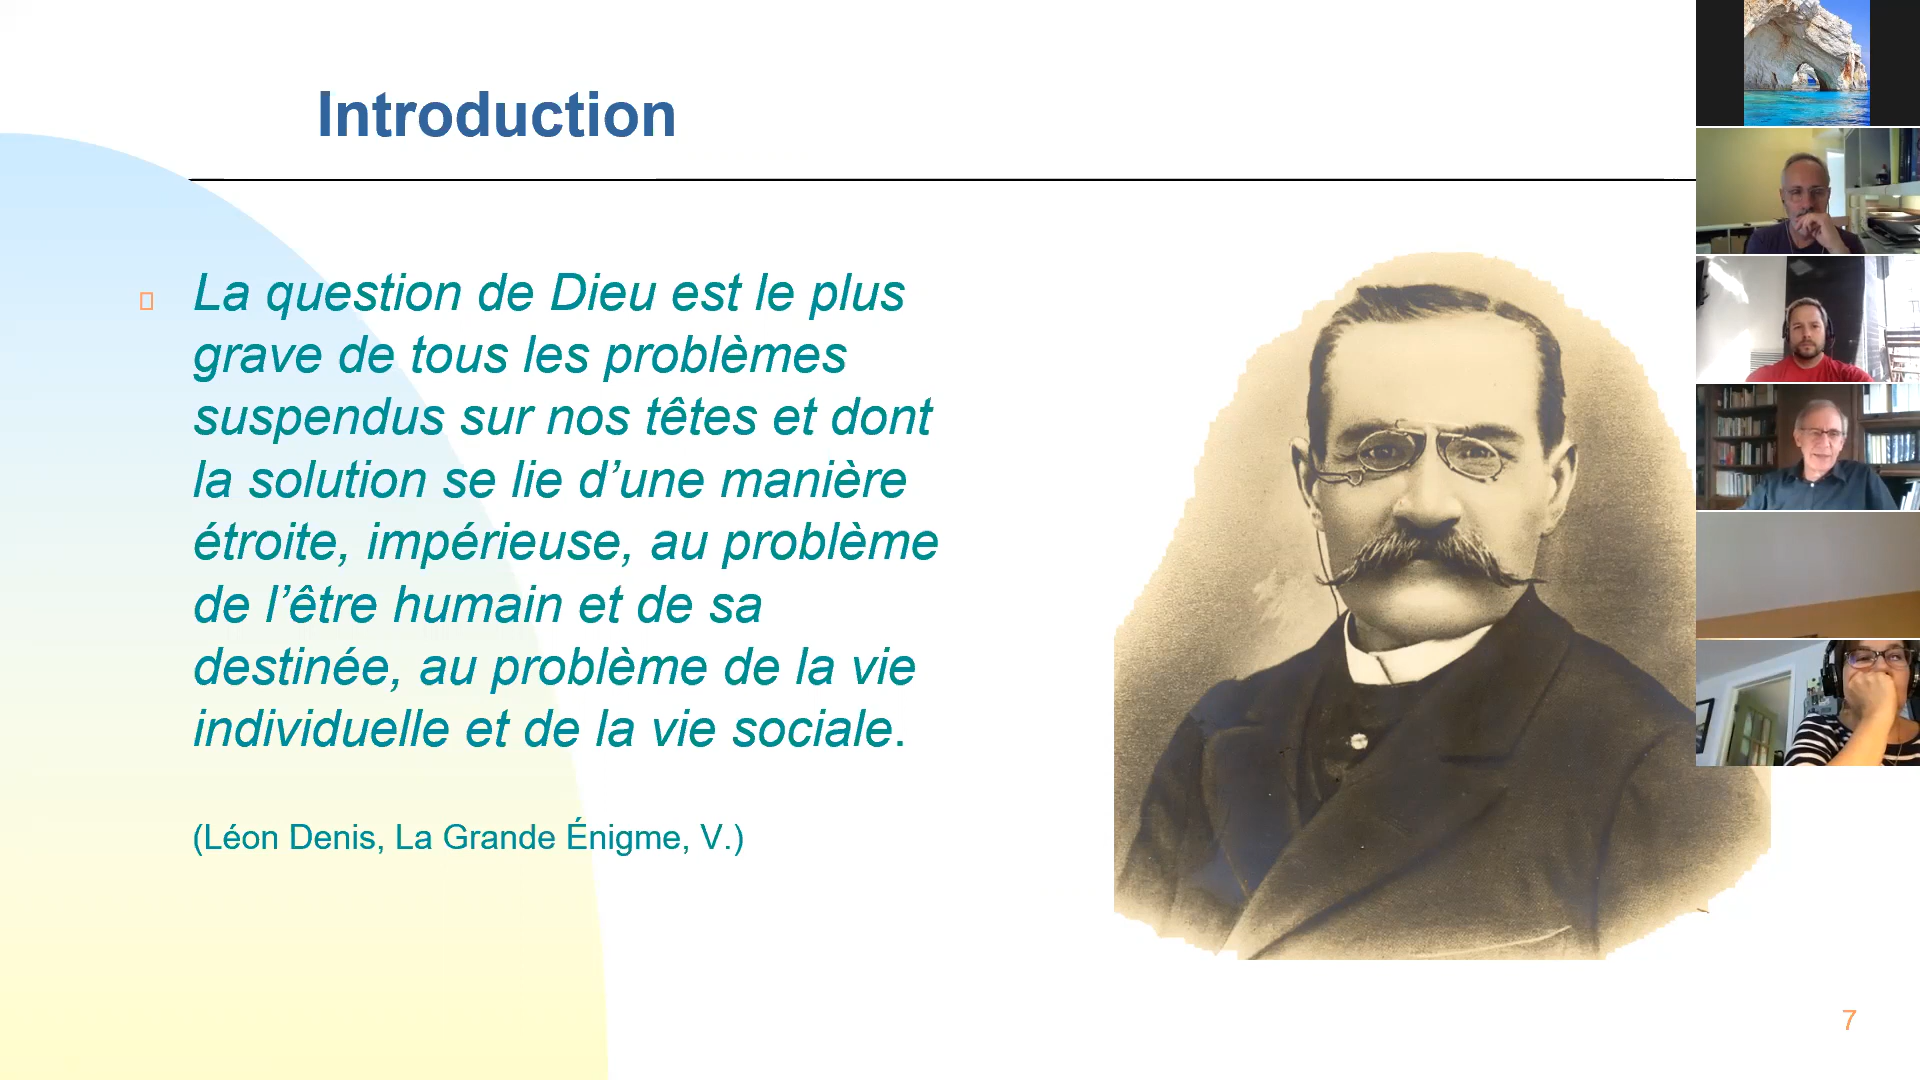 Introduction
La question de Dieu est le plus
grave de tous les problèmes
suspendus sur nos têtes et dont
la solution se lie d’une manière
étroite, impérieuse, au problème
de l’être humain et de sa
destinée, au problème de la vie
individuelle et de la vie sociale.
(Léon Denis, La Grande Énigme, V.)
7